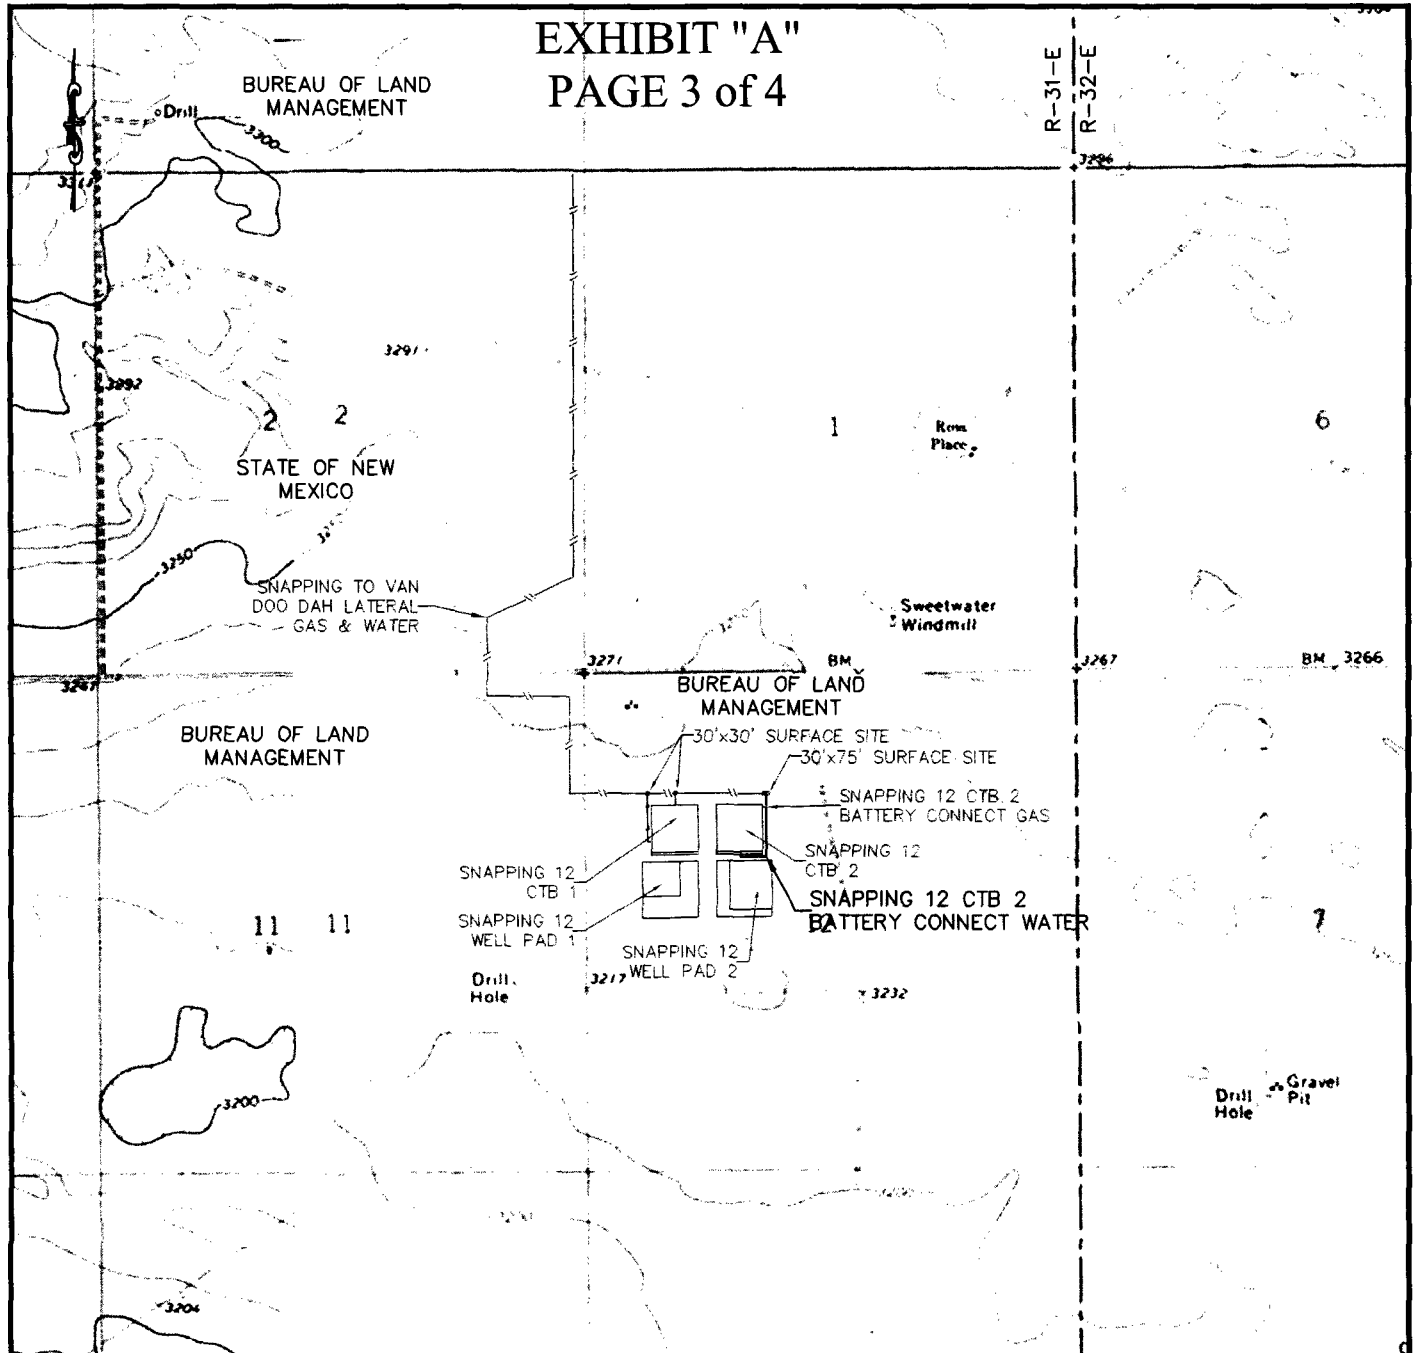 EXHIBIT "A"
PAGE 3 of 4
BUREAU OF LAND
MANAGEMENT
Drill
3300
R-31-E
R-32-E
3317
3296
3291
3292
2
2
1
Place
6
STATE OF NEW
MEXICO
3250
SNAPPING TO VAN
DOO DAH LATERAL
GAS & WATER
Sweetwater
Windmill
3271
BM
3267
BM 3266
3247
BUREAU OF LAND
MANAGEMENT
BUREAU OF LAND
MANAGEMENT
30'x30' SURFACE SITE
30'x75' SURFACE SITE
SNAPPING 12 CTB 2
BATTERY CONNECT GAS
SNAPPING 12
CTB 2
SNAPPING 12
CTB 1
SNAPPING 12 CTB 2
BATTERY CONNECT WATER
12
SNAPPING 12
WELL PAD 1
SNAPPING 12
WELL PAD 2
11
11
7
Drill
Hole
3217
3232
3200
Drill
Hole
Gravel
Pit
3204